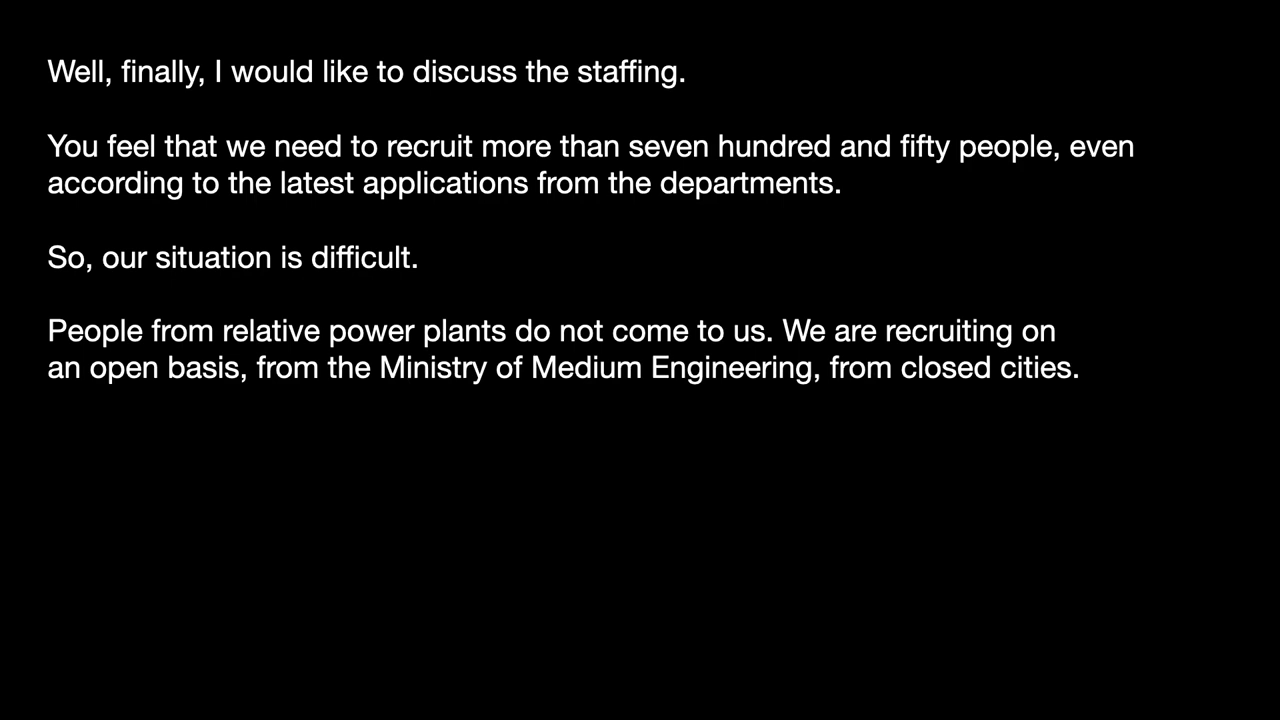 Well, finally, I would like to discuss the staffing.
You feel that we need to recruit more than seven hundred and fifty people, even
according to the latest applications from the departments.
So, our situation is difficult.
People from relative power plants do not come to us. We are recruiting on
an open basis, from the Ministry of Medium Engineering, from closed cities.